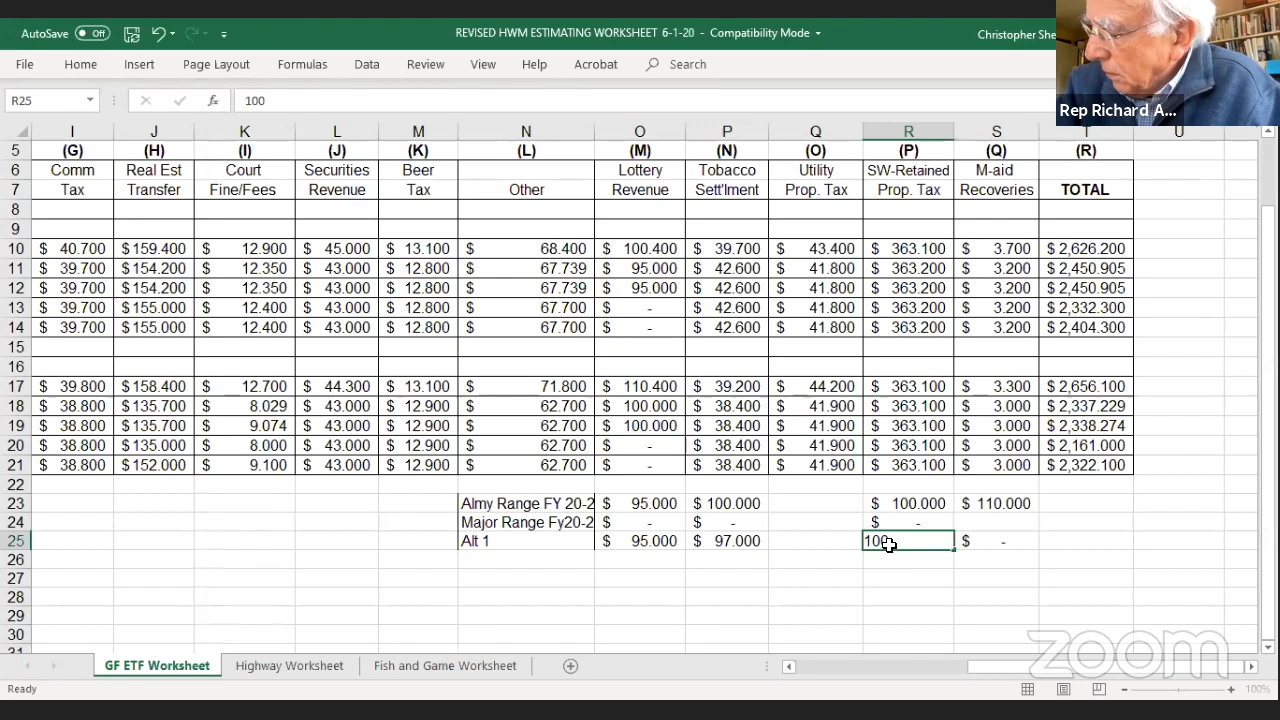 AutoSave Off REVISED HWM ESTIMATING WORKSHEET 6-1-20 - Compatibility Mode Christopher She
File Home Insert Page Layout Formulas Data Review View Help Acrobat Search
Rep Richard A...
R25 fx 100
I J K L M N O P Q R S T U
5 (G) (H) (I) (J) (K) (L) (M) (N) (O) (P) (Q) (R)
6 Comm Real Est Court Securities Beer Lottery Tobacco Utility SW-Retained M-aid
7 Tax Transfer Fine/Fees Revenue Tax Other Revenue Sett'lment Prop. Tax Prop. Tax Recoveries TOTAL
8
9
10 $ 40.700 $159.400 $ 12.900 $ 45.000 $ 13.100 $ 68.400 $ 100.400 $ 39.700 $ 43.400 $ 363.100 $ 3.700 $ 2,626.200
11 $ 39.700 $154.200 $ 12.350 $ 43.000 $ 12.800 $ 67.739 $ 95.000 $ 42.600 $ 41.800 $ 363.200 $ 3.200 $ 2,450.905
12 $ 39.700 $154.200 $ 12.350 $ 43.000 $ 12.800 $ 67.739 $ 95.000 $ 42.600 $ 41.800 $ 363.200 $ 3.200 $ 2,450.905
13 $ 39.700 $155.000 $ 12.400 $ 43.000 $ 12.800 $ 67.700 $ - $ 42.600 $ 41.800 $ 363.200 $ 3.200 $ 2,332.300
14 $ 39.700 $155.000 $ 12.400 $ 43.000 $ 12.800 $ 67.700 $ - $ 42.600 $ 41.800 $ 363.200 $ 3.200 $ 2,404.300
15
16
17 $ 39.800 $158.400 $ 12.700 $ 44.300 $ 13.100 $ 71.800 $ 110.400 $ 39.200 $ 44.200 $ 363.100 $ 3.300 $ 2,656.100
18 $ 38.800 $135.700 $ 8.029 $ 43.000 $ 12.900 $ 62.700 $ 100.000 $ 38.400 $ 41.900 $ 363.100 $ 3.000 $ 2,337.229
19 $ 38.800 $135.700 $ 9.074 $ 43.000 $ 12.900 $ 62.700 $ 100.000 $ 38.400 $ 41.900 $ 363.100 $ 3.000 $ 2,338.274
20 $ 38.800 $135.000 $ 8.000 $ 43.000 $ 12.900 $ 62.700 $ - $ 38.400 $ 41.900 $ 363.100 $ 3.000 $ 2,161.000
21 $ 38.800 $152.000 $ 9.100 $ 43.000 $ 12.900 $ 62.700 $ - $ 38.400 $ 41.900 $ 363.100 $ 3.000 $ 2,322.100
22
23 Almy Range FY 20-2 $ 95.000 $ 100.000 $ 100.000 $ 110.000
24 Major Range Fy20-2 $ - $ - $ -
25 Alt 1 $ 95.000 $ 97.000 100 $ -
26
27
28
29
30
31
GF ETF Worksheet Highway Worksheet Fish and Game Worksheet
zoom
Ready 100%